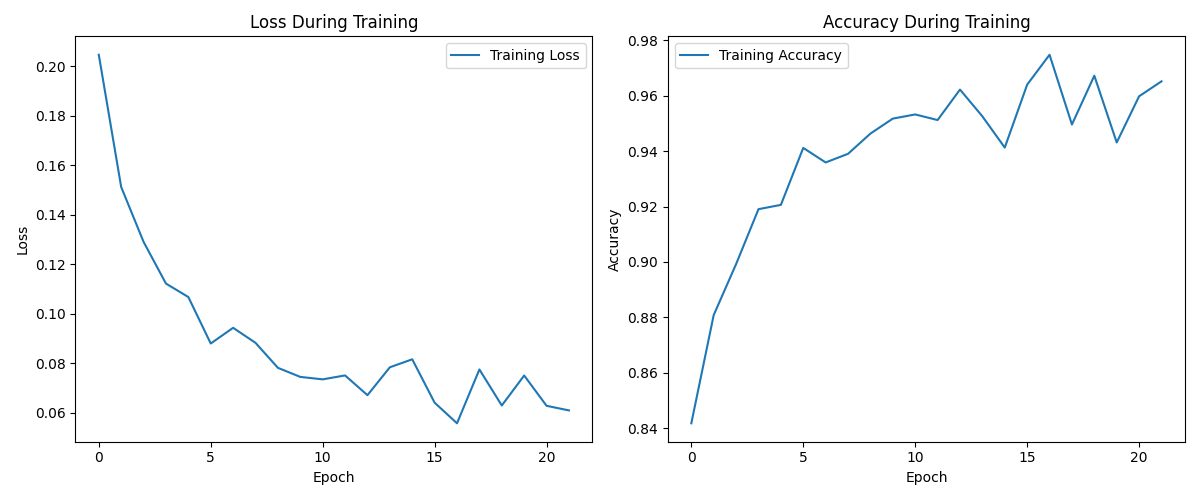 Loss During Training
Training Loss
0.20
0.18
0.16
0.14
0.12
0.10
0.08
0.06
Loss
0 5 10 15 20
Epoch
Accuracy During Training
Training Accuracy
0.98
0.96
0.94
0.92
0.90
0.88
0.86
0.84
Accuracy
0 5 10 15 20
Epoch